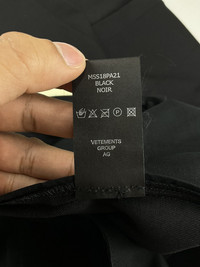 MSS18PA21
BLACK
NOIR
VETEMENTS
GROUP
AG